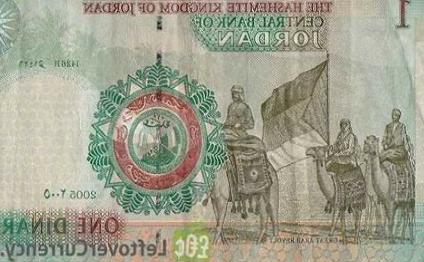 1
THE HASHEMITE KINGDOM OF JORDAN
CENTRAL BANK OF
JORDAN
2005 ٢٠٠٥
GREAT ARAB REVOLT
ONE DINAR
LeftoverCurrency.